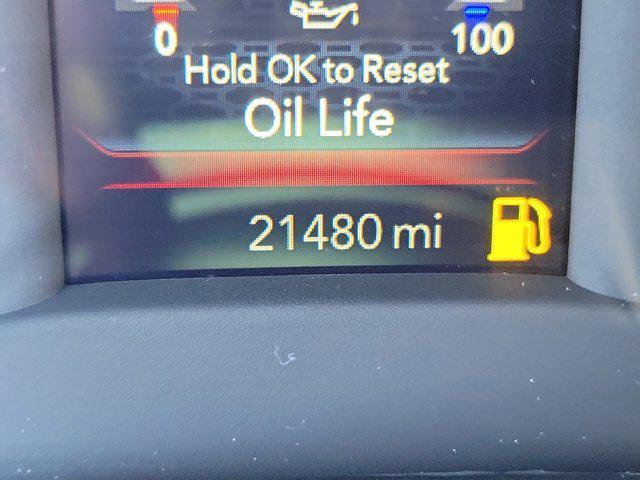 0 100
Hold OK to Reset
Oil Life
21480 mi